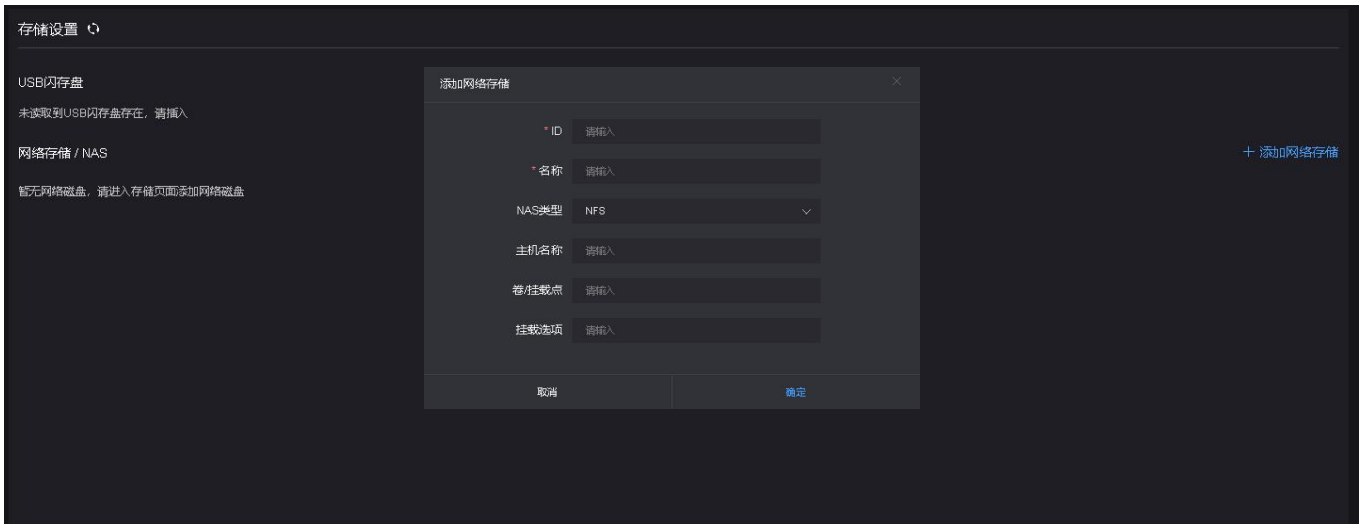 存储设置
USB闪存盘
未读取到USB闪存盘存在, 请插入
网络存储 / NAS
+ 添加网络存储
暂无网络磁盘, 请进入存储页面添加网络磁盘
添加网络存储
* ID 请输入
* 名称 请输入
NAS类型 NFS
主机名称 请输入
卷/挂载点 请输入
挂载选项 请输入
取消 确定